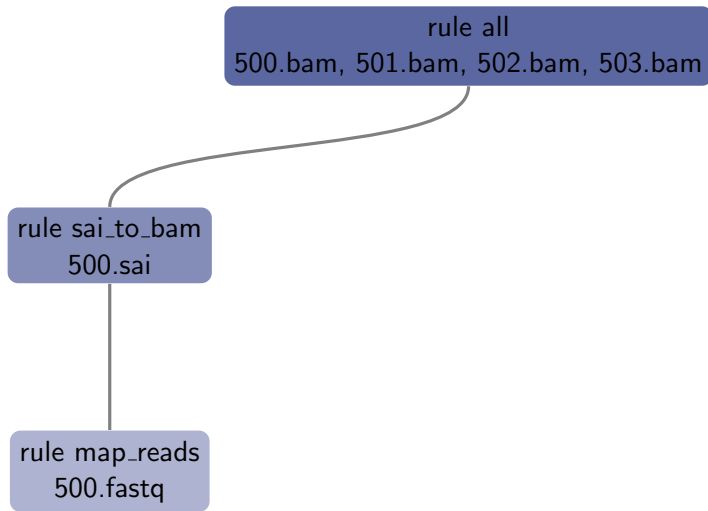 rule all
500.bam, 501.bam, 502.bam, 503.bam
rule sai_to_bam
500.sai
rule map_reads
500.fastq